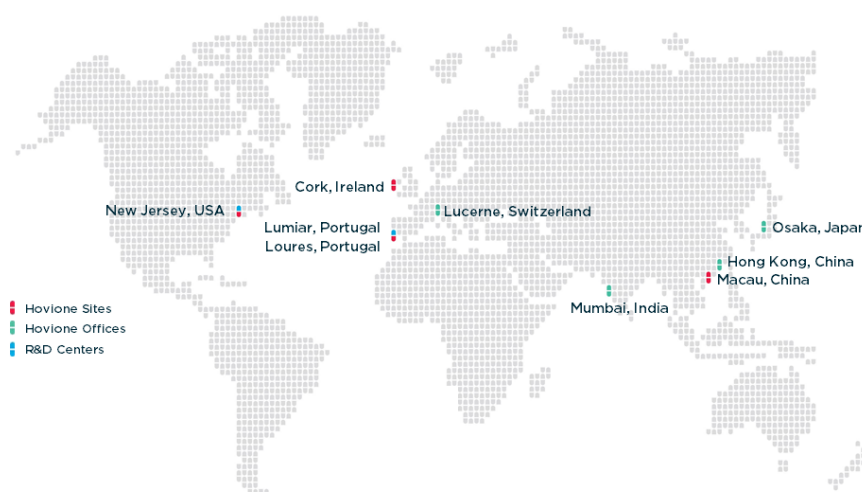 Cork, Ireland
New Jersey, USA
Lucerne, Switzerland
Lumiar, Portugal
Loures, Portugal
Osaka, Japan
Hong Kong, China
Macau, China
Mumbai, India
Hovione Sites
Hovione Offices
R&D Centers